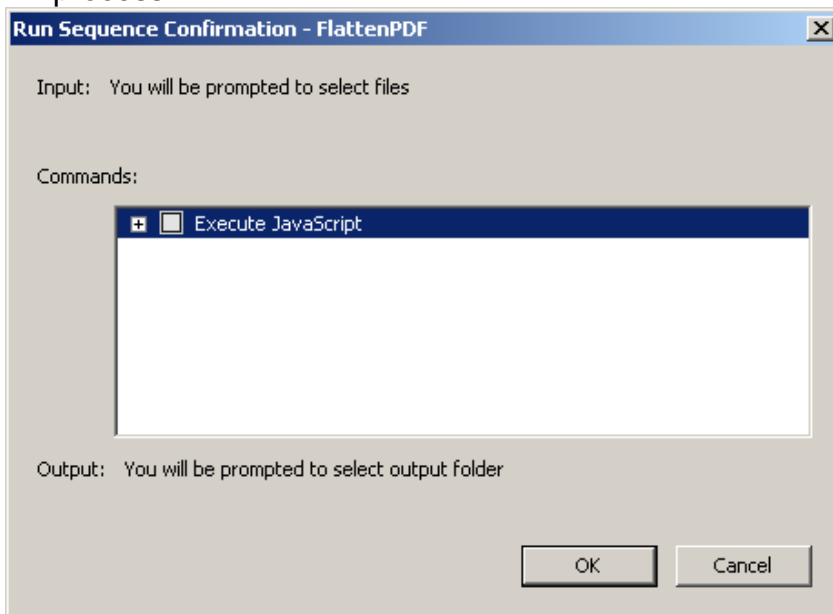 Run Sequence Confirmation - FlattenPDF
Input: You will be prompted to select files
Commands:
Execute JavaScript
Output: You will be prompted to select output folder
OK Cancel